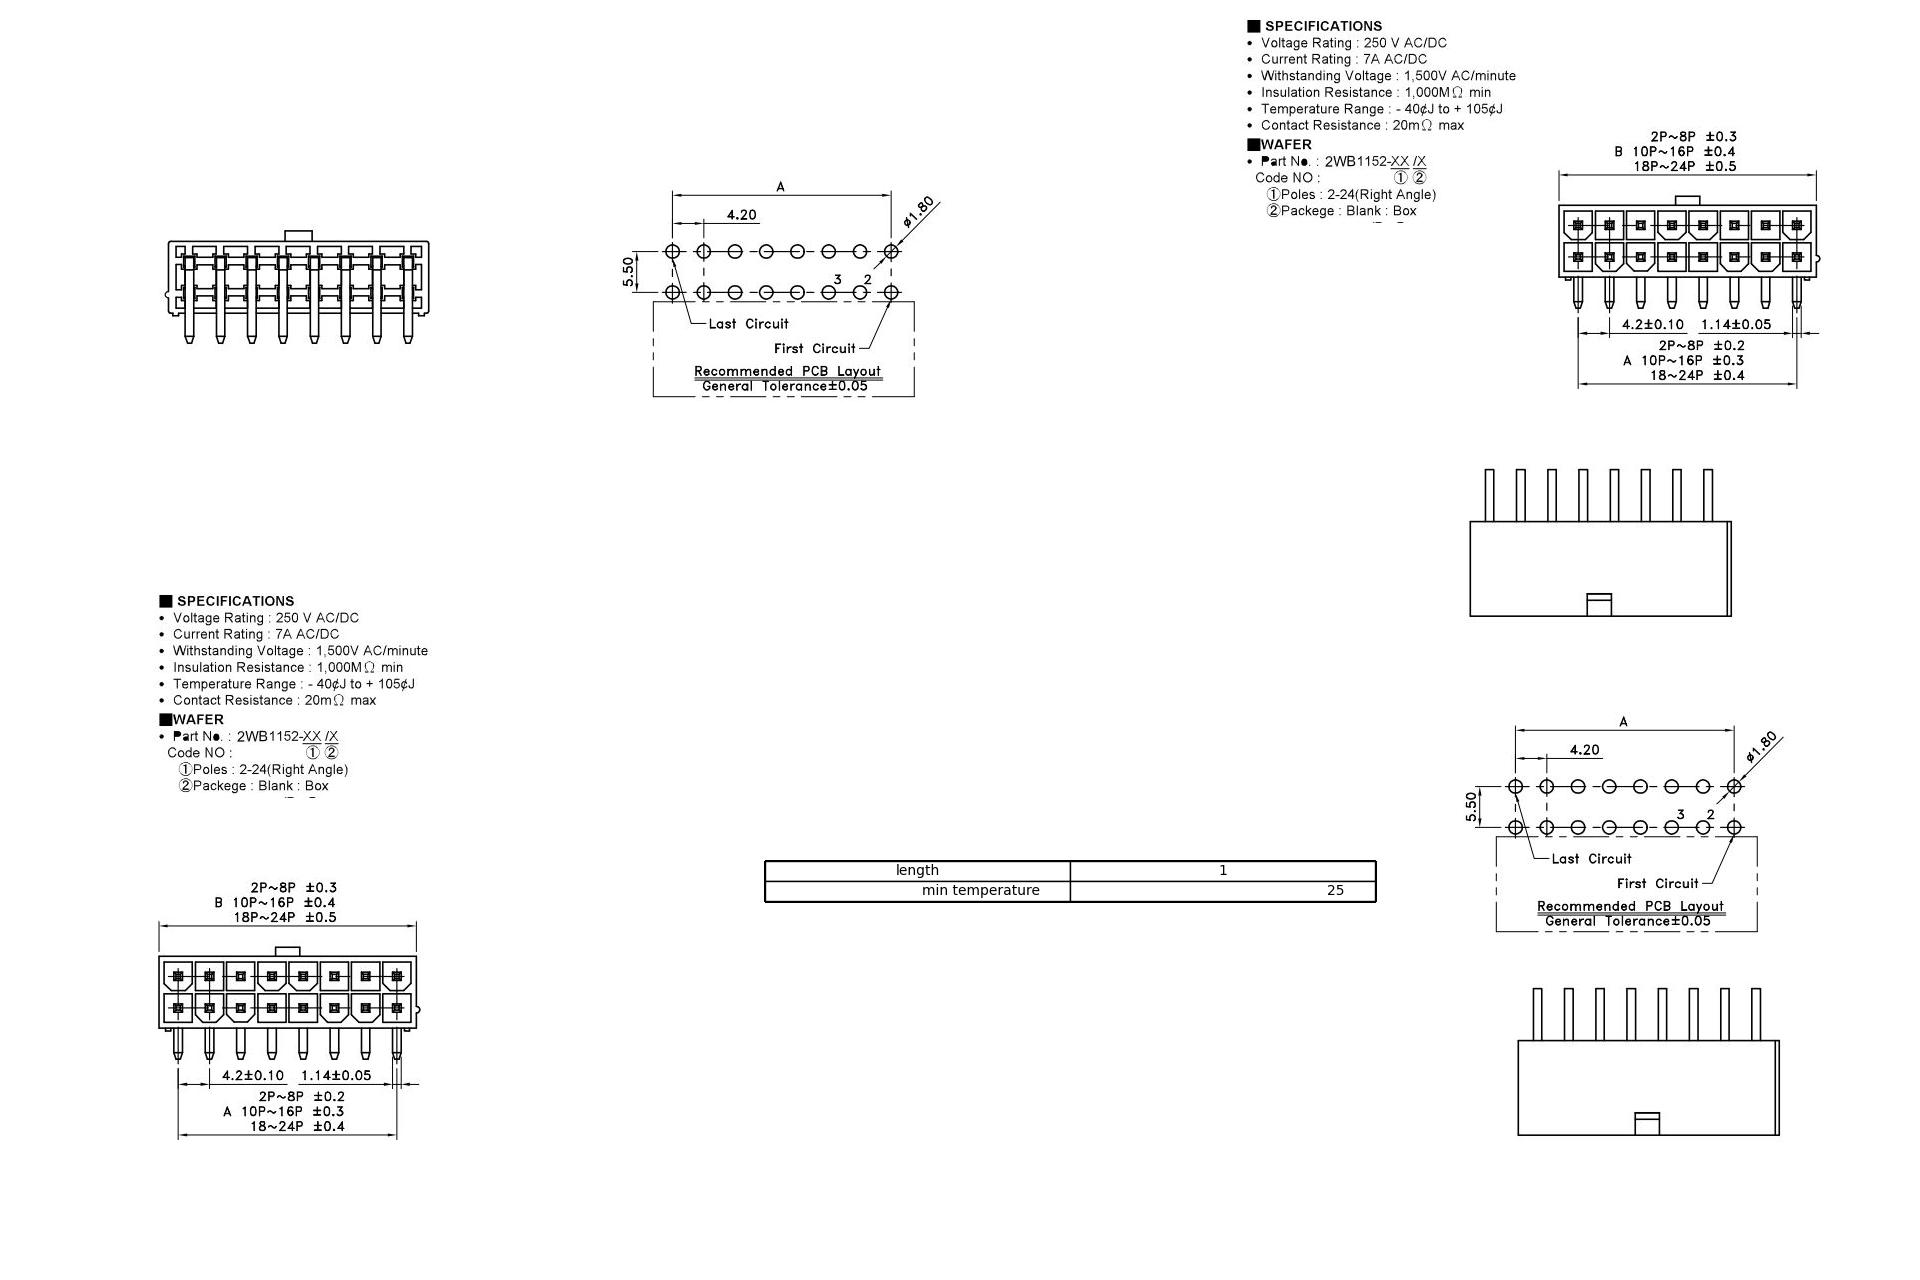 ■ SPECIFICATIONS
• Voltage Rating : 250 V AC/DC
• Current Rating : 7A AC/DC
• Withstanding Voltage : 1,500V AC/minute
• Insulation Resistance : 1,000MΩ min
• Temperature Range : - 40¢J to + 105¢J
• Contact Resistance : 20mΩ max
■WAFER
• Part No. : 2WB1152-XX /X
Code NO : ① ②
①Poles : 2-24(Right Angle)
②Packege : Blank : Box
2P~8P ±0.3
B 10P~16P ±0.4
18P~24P ±0.5
4.2±0.10 1.14±0.05
2P~8P ±0.2
A 10P~16P ±0.3
18~24P ±0.4
A
4.20
ø1.80
5.50
3 2
Last Circuit
First Circuit
Recommended PCB Layout
General Tolerance±0.05
■ SPECIFICATIONS
• Voltage Rating : 250 V AC/DC
• Current Rating : 7A AC/DC
• Withstanding Voltage : 1,500V AC/minute
• Insulation Resistance : 1,000MΩ min
• Temperature Range : - 40¢J to + 105¢J
• Contact Resistance : 20mΩ max
■WAFER
• Part No. : 2WB1152-XX /X
Code NO : ① ②
①Poles : 2-24(Right Angle)
②Packege : Blank : Box
A
4.20
ø1.80
5.50
3 2
Last Circuit
First Circuit
Recommended PCB Layout
General Tolerance±0.05
length 1
min temperature 25
2P~8P ±0.3
B 10P~16P ±0.4
18P~24P ±0.5
4.2±0.10 1.14±0.05
2P~8P ±0.2
A 10P~16P ±0.3
18~24P ±0.4